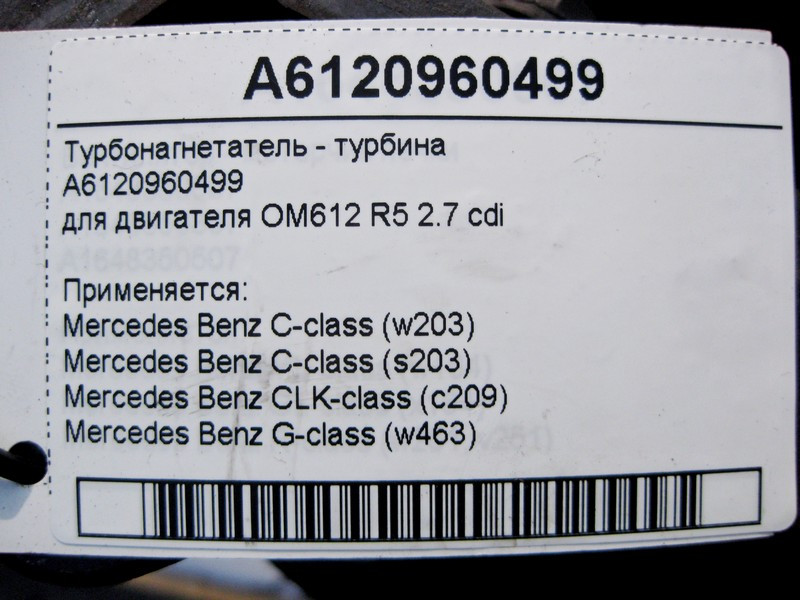 A6120960499
Турбонагнетатель - турбина
A6120960499
для двигателя OM612 R5 2.7 cdi
A1648360607
Применяется:
Mercedes Benz C-class (w203)
Mercedes Benz C-class (s203)
Mercedes Benz CLK-class (c209)
Mercedes Benz G-class (w463)